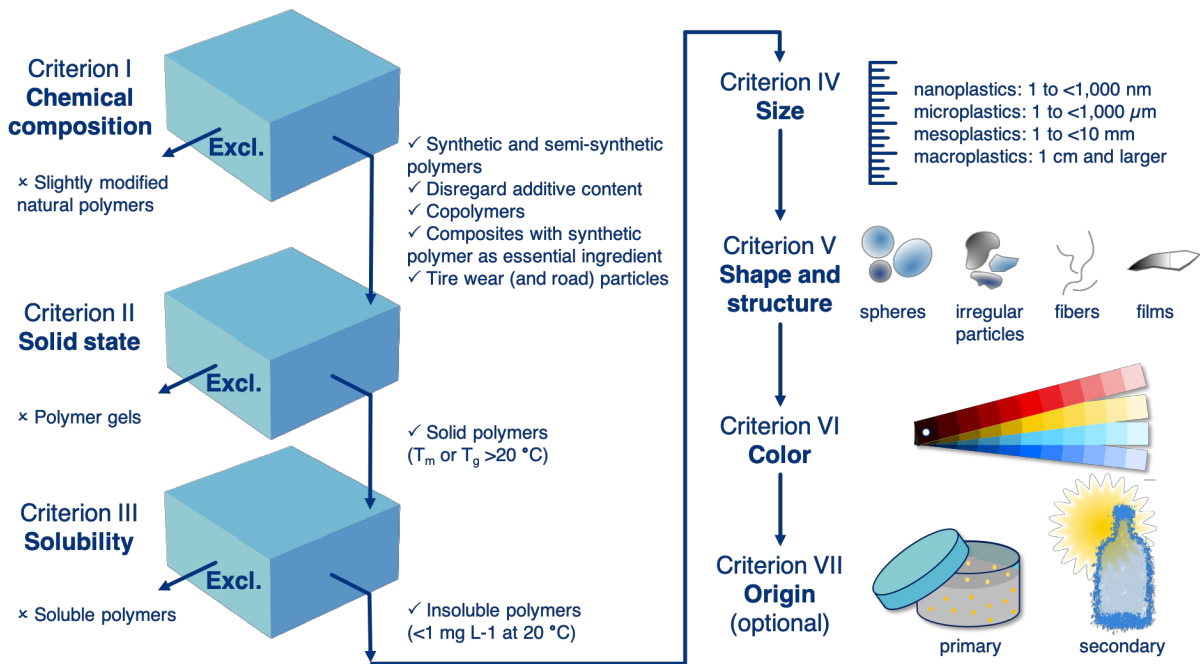 Criterion I
Chemical
composition
Excl.
× Slightly modified
natural polymers
✓ Synthetic and semi-synthetic
polymers
✓ Disregard additive content
✓ Copolymers
✓ Composites with synthetic
polymer as essential ingredient
✓ Tire wear (and road) particles
Criterion II
Solid state
Excl.
× Polymer gels
✓ Solid polymers
(Tm or Tg >20 °C)
Criterion III
Solubility
Excl.
× Soluble polymers
✓ Insoluble polymers
(<1 mg L-1 at 20 °C)
Criterion IV
Size
nanoplastics: 1 to <1,000 nm
microplastics: 1 to <1,000 µm
mesoplastics: 1 to <10 mm
macroplastics: 1 cm and larger
Criterion V
Shape and
structure
spheres
irregular
particles
fibers
films
Criterion VI
Color
Criterion VII
Origin
(optional)
primary
secondary